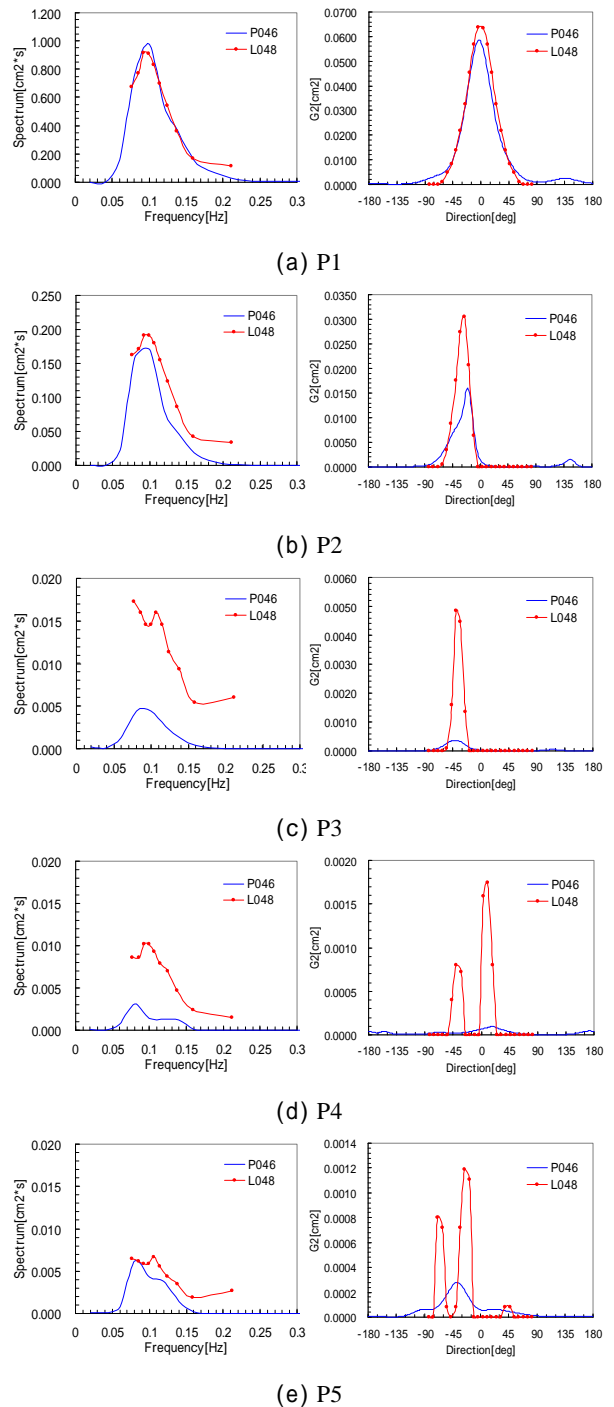 Spectrum[cm2*s]
1.200
1.000
0.800
0.600
0.400
0.200
0.000
P046
L048
0 0.05 0.1 0.15 0.2 0.25 0.3
Frequency[Hz]
G2[cm2]
0.0700
0.0600
0.0500
0.0400
0.0300
0.0200
0.0100
0.0000
P046
L048
-180 -135 -90 -45 0 45 90 135 180
Direction[deg]
(a) P1
Spectrum[cm2*s]
0.250
0.200
0.150
0.100
0.050
0.000
P046
L048
0 0.05 0.1 0.15 0.2 0.25 0.3
Frequency[Hz]
G2[cm2]
0.0350
0.0300
0.0250
0.0200
0.0150
0.0100
0.0050
0.0000
P046
L048
-180 -135 -90 -45 0 45 90 135 180
Direction[deg]
(b) P2
Spectrum[cm2*s]
0.020
0.015
0.010
0.005
0.000
P046
L048
0 0.05 0.1 0.15 0.2 0.25 0.3
Frequency[Hz]
G2[cm2]
0.0060
0.0050
0.0040
0.0030
0.0020
0.0010
0.0000
P046
L048
-180 -135 -90 -45 0 45 90 135 180
Direction[deg]
(c) P3
Spectrum[cm2*s]
0.020
0.015
0.010
0.005
0.000
P046
L048
0 0.05 0.1 0.15 0.2 0.25 0.3
Frequency[Hz]
G2[cm2]
0.0020
0.0015
0.0010
0.0005
0.0000
P046
L048
-180 -135 -90 -45 0 45 90 135 180
Direction[deg]
(d) P4
Spectrum[cm2*s]
0.020
0.015
0.010
0.005
0.000
P046
L048
0 0.05 0.1 0.15 0.2 0.25 0.3
Frequency[Hz]
G2[cm2]
0.0014
0.0012
0.0010
0.0008
0.0006
0.0004
0.0002
0.0000
P046
L048
-180 -135 -90 -45 0 45 90 135 180
Direction[deg]
(e) P5